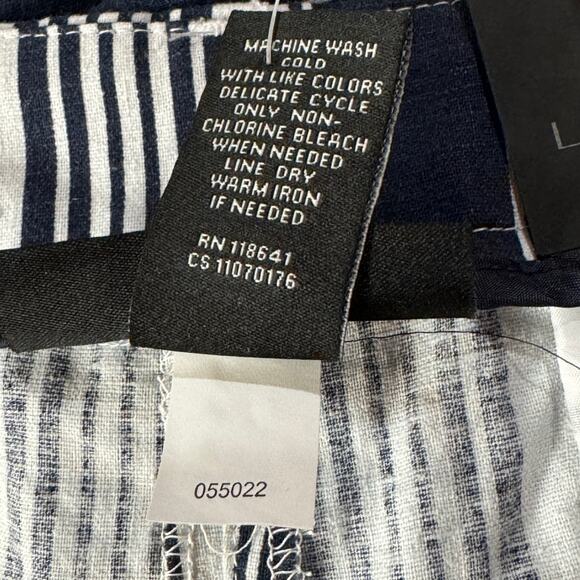 MACHINE WASH
COLD
WITH LIKE COLORS
DELICATE CYCLE
ONLY NON-
CHLORINE BLEACH
WHEN NEEDED
LINE DRY
WARM IRON
IF NEEDED
RN 118641
CS 11070176
L
055022